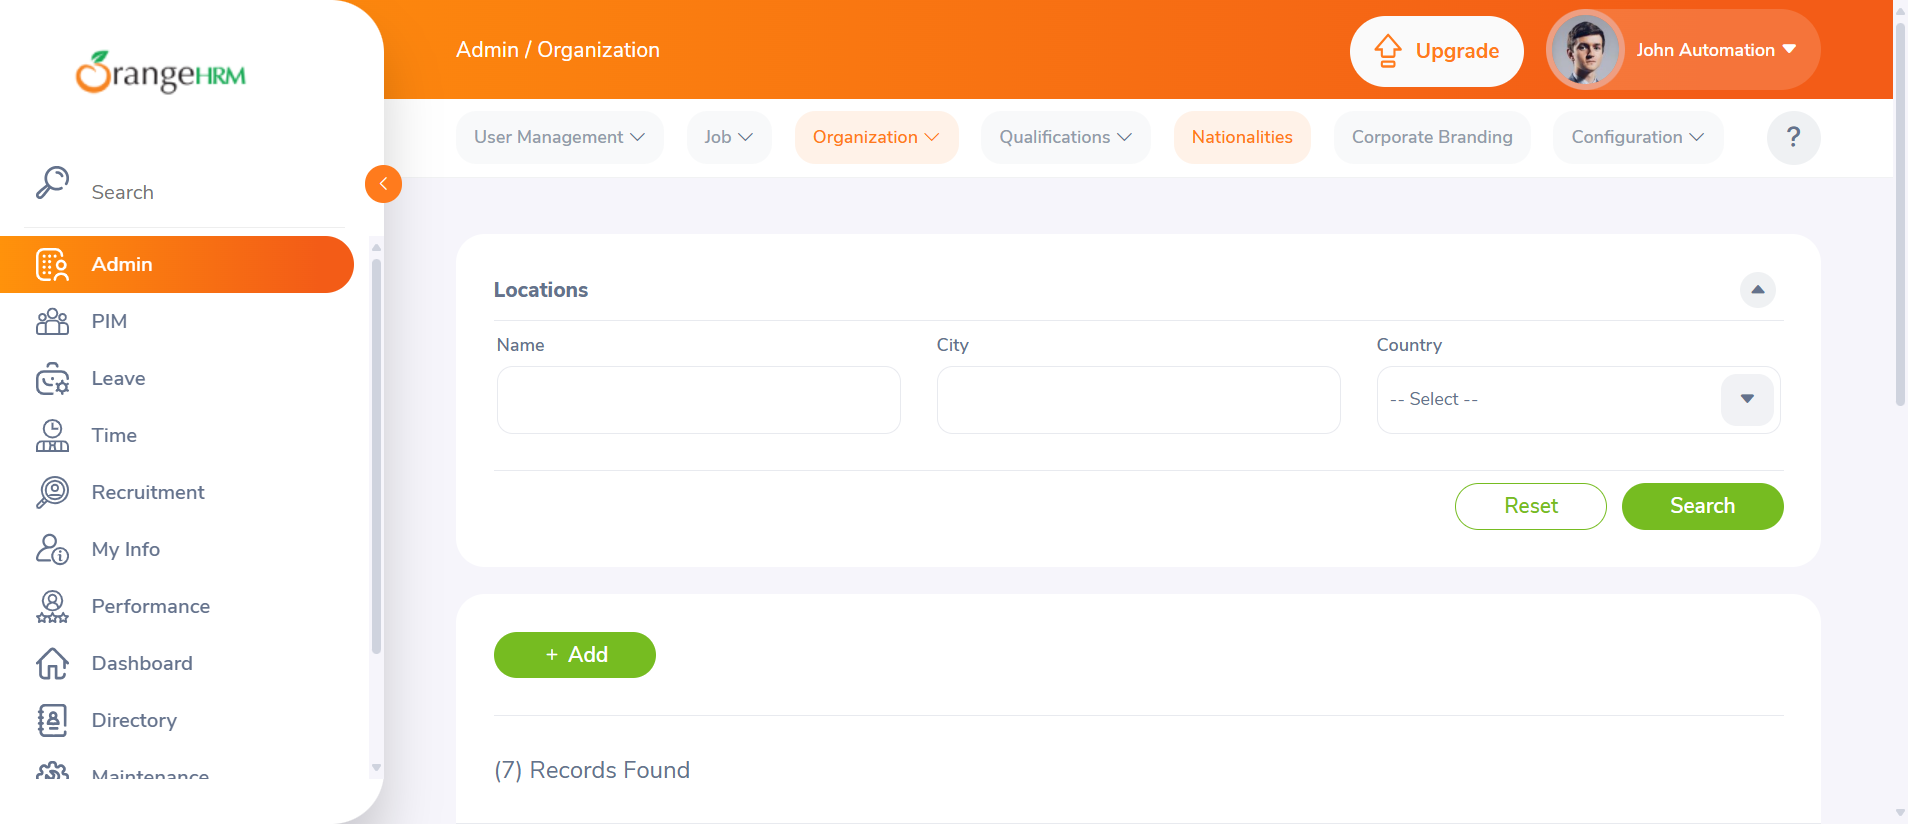 OrangeHRM
Search
Admin
PIM
Leave
Time
Recruitment
My Info
Performance
Dashboard
Directory
Maintenance
Admin / Organization
Upgrade
John Automation
User Management
Job
Organization
Qualifications
Nationalities
Corporate Branding
Configuration
?
Locations
Name
City
Country
-- Select --
Reset
Search
+ Add
(7) Records Found